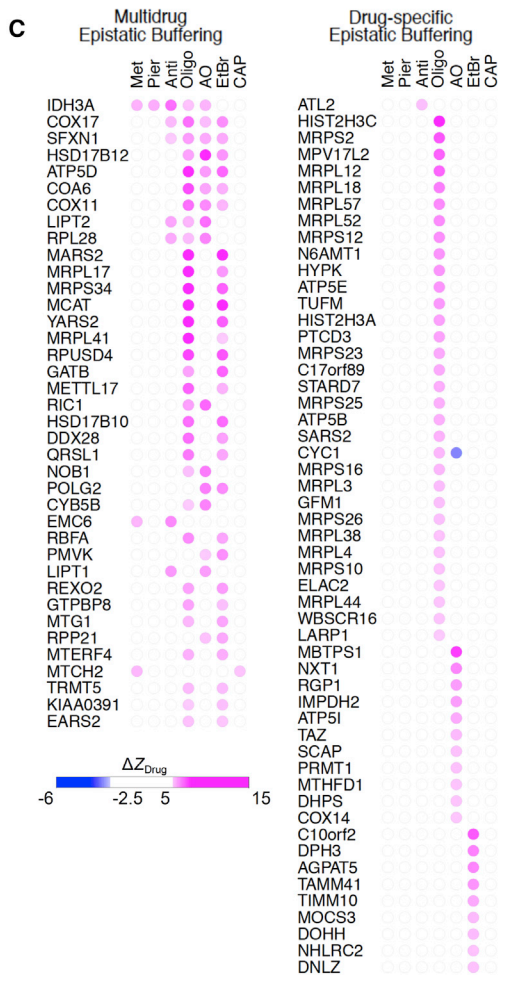 C
Multidrug
Epistatic Buffering
Met Pier Anti Oligo AO EtBr CAP
IDH3A
COX17
SFXN1
HSD17B12
ATP5D
COA6
COX11
LIPT2
RPL28
MARS2
MRPL17
MRPS34
MCAT
YARS2
MRPL41
RPUSD4
GATB
METTL17
RIC1
HSD17B10
DDX28
QRSL1
NOB1
POLG2
CYB5B
EMC6
RBFA
PMVK
LIPT1
REXO2
GTPBP8
MTG1
RPP21
MTERF4
MTCH2
TRMT5
KIAA0391
EARS2
ΔZDrug
-6 -2.5 5 15
Drug-specific
Epistatic Buffering
Met Pier Anti Oligo AO EtBr CAP
ATL2
HIST2H3C
MRPS2
MPV17L2
MRPL12
MRPL18
MRPL57
MRPL52
MRPS12
N6AMT1
HYPK
ATP5E
TUFM
HIST2H3A
PTCD3
MRPS23
C17orf89
STARD7
MRPS25
ATP5B
SARS2
CYC1
MRPS16
MRPL3
GFM1
MRPS26
MRPL38
MRPL4
MRPS10
ELAC2
MRPL44
WBSCR16
LARP1
MBTPS1
NXT1
RGP1
IMPDH2
ATP5I
TAZ
SCAP
PRMT1
MTHFD1
DHPS
COX14
C10orf2
DPH3
AGPAT5
TAMM41
TIMM10
MOCS3
DOHH
NHLRC2
DNLZ